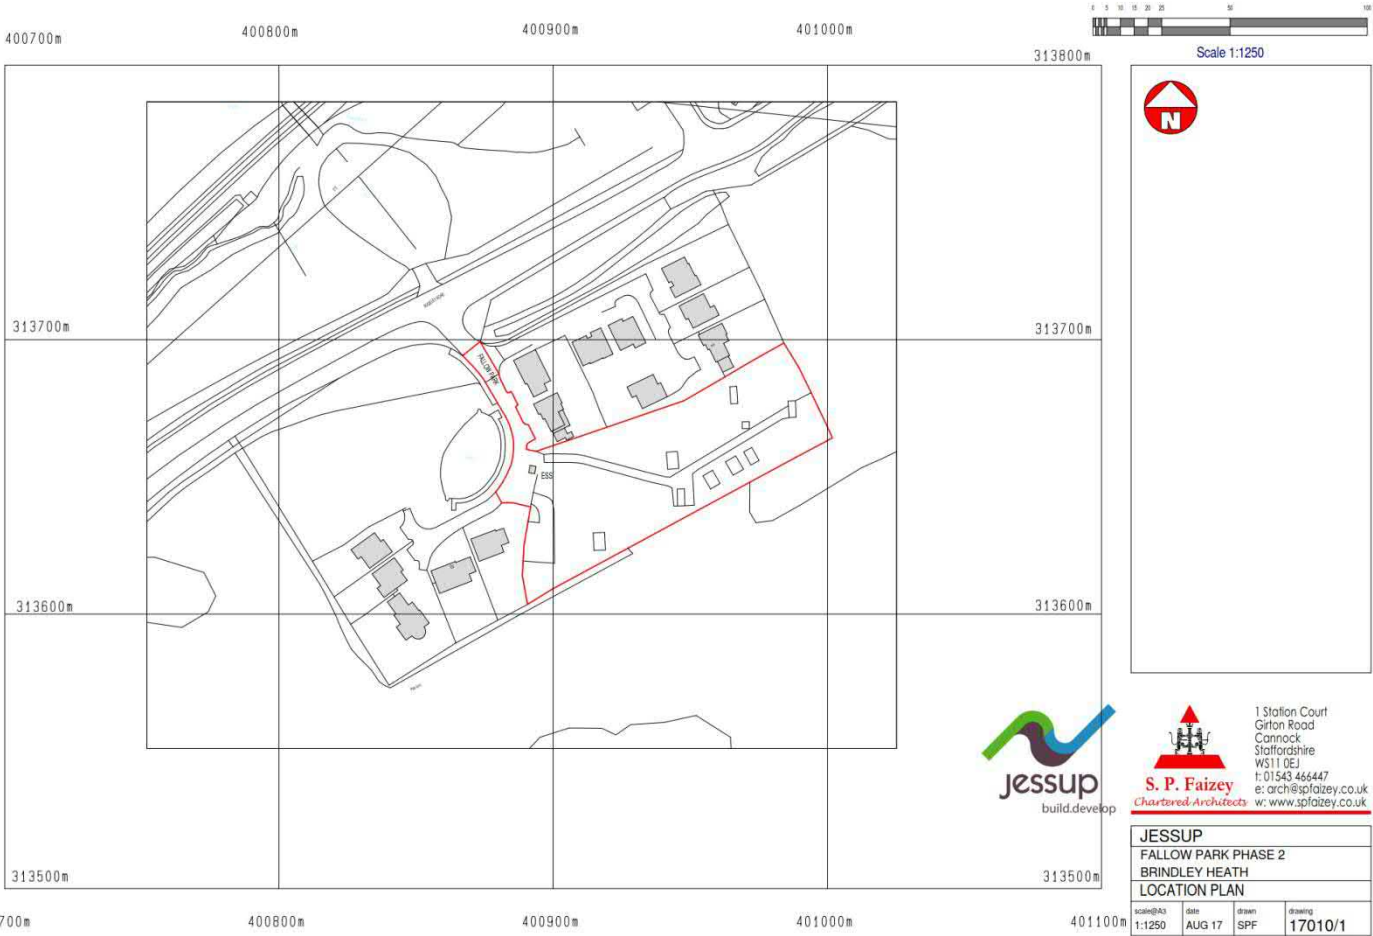 0 5 10 15 20 25 50 100
Scale 1:1250
400700m 400800m 400900m 401000m
313800m
N
313700m 313700m
FALLOW PARK
ESS
313600m 313600m
313500m 313500m
700m 400800m 400900m 401000m 401100m
jessup
build.develop
S. P. Faizey
Chartered Architects
1 Station Court
Girton Road
Cannock
Staffordshire
WS11 0EJ
t: 01543 466447
e: arch@spfaizey.co.uk
w: www.spfaizey.co.uk
JESSUP
FALLOW PARK PHASE 2
BRINDLEY HEATH
LOCATION PLAN
scale@A3 date drawn drawing
1:1250 AUG 17 SPF 17010/1